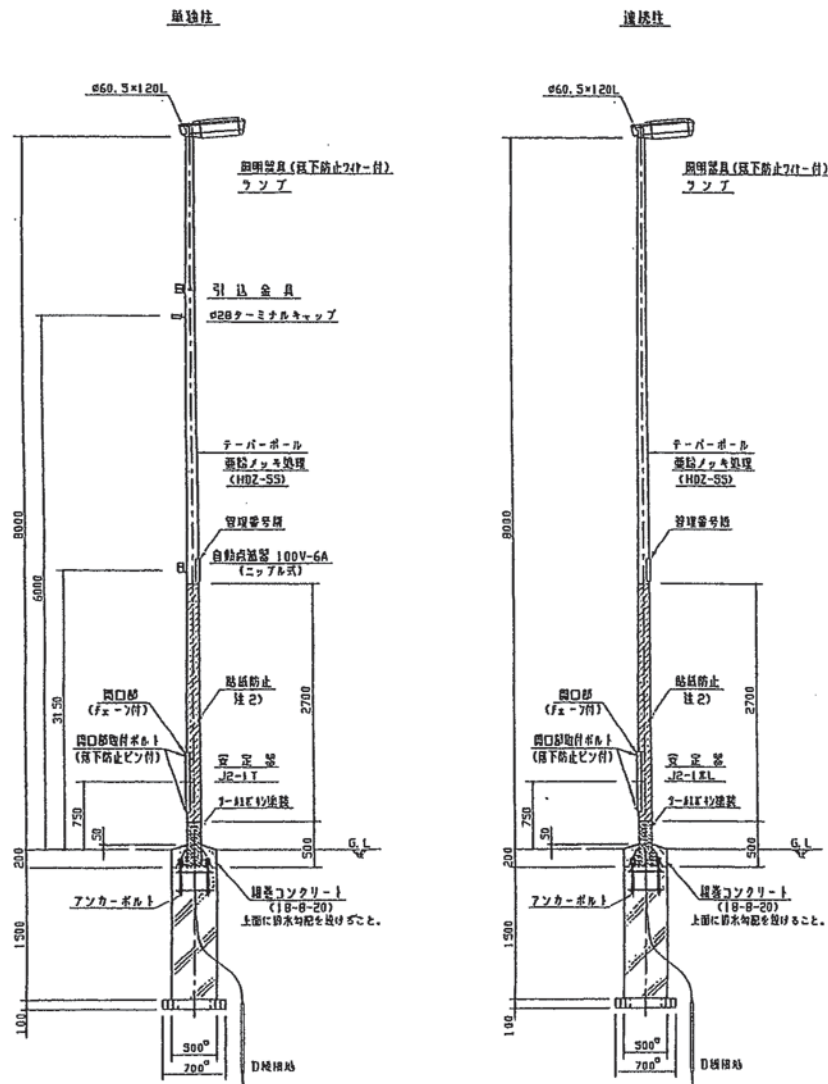 単独柱
ø60.5×120L
照明器具(落下防止ワイヤー付)
ランプ
引込金具
ø28ターミナルキャップ
テーパーポール
亜鉛メッキ処理
(HDZ-55)
管理番号板
自動点滅器 100V-6A
(ニップル式)
貼紙防止
注2)
開口部
(チェーン付)
開口部取付ボルト
(落下防止ピン付)
安定器
タールエポキシ塗装
アンカーボルト
根巻コンクリート
(18-8-20)
上面に排水勾配を設けること。
D種接地
8000
6000
3150
2700
750
50
G.L
200
500
1500
100
500□
700□
連続柱
ø60.5×120L
照明器具(落下防止ワイヤー付)
ランプ
テーパーポール
亜鉛メッキ処理
(HDZ-55)
管理番号板
貼紙防止
注2)
開口部
(チェーン付)
開口部取付ボルト
(落下防止ピン付)
安定器
タールエポキシ塗装
アンカーボルト
根巻コンクリート
(18-8-20)
上面に排水勾配を設けること。
D種接地
8000
2700
750
50
G.L
200
500
1500
100
500□
700□